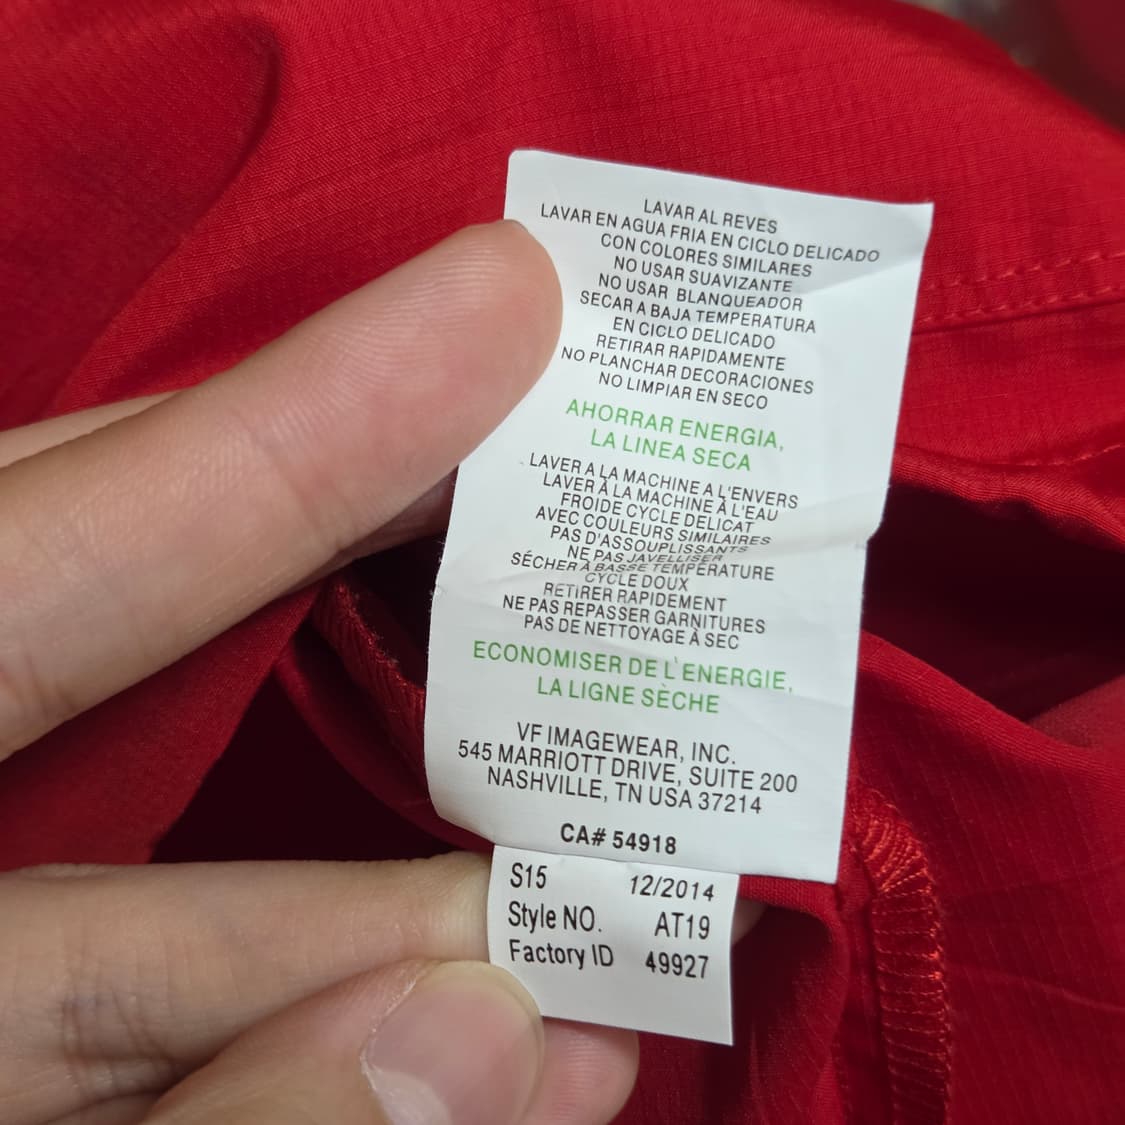 LAVAR AL REVES
LAVAR EN AGUA FRIA EN CICLO DELICADO
CON COLORES SIMILARES
NO USAR SUAVIZANTE
NO USAR BLANQUEADOR
SECAR A BAJA TEMPERATURA
EN CICLO DELICADO
RETIRAR RAPIDAMENTE
NO PLANCHAR DECORACIONES
NO LIMPIAR EN SECO
AHORRAR ENERGIA,
LA LINEA SECA
LAVER A LA MACHINE A L'ENVERS
LAVER À LA MACHINE À L'EAU
FROIDE CYCLE DELICAT
AVEC COULEURS SIMILAIRES
PAS D'ASSOUPLISSANTS
NE PAS JAVELLISER
SÉCHER À BASSE TEMPÉRATURE
CYCLE DOUX
RETIRER RAPIDEMENT
NE PAS REPASSER GARNITURES
PAS DE NETTOYAGE À SEC
ECONOMISER DE L'ENERGIE,
LA LIGNE SÈCHE
VF IMAGEWEAR, INC.
545 MARRIOTT DRIVE, SUITE 200
NASHVILLE, TN USA 37214
CA# 54918
S15 12/2014
Style NO. AT19
Factory ID 49927